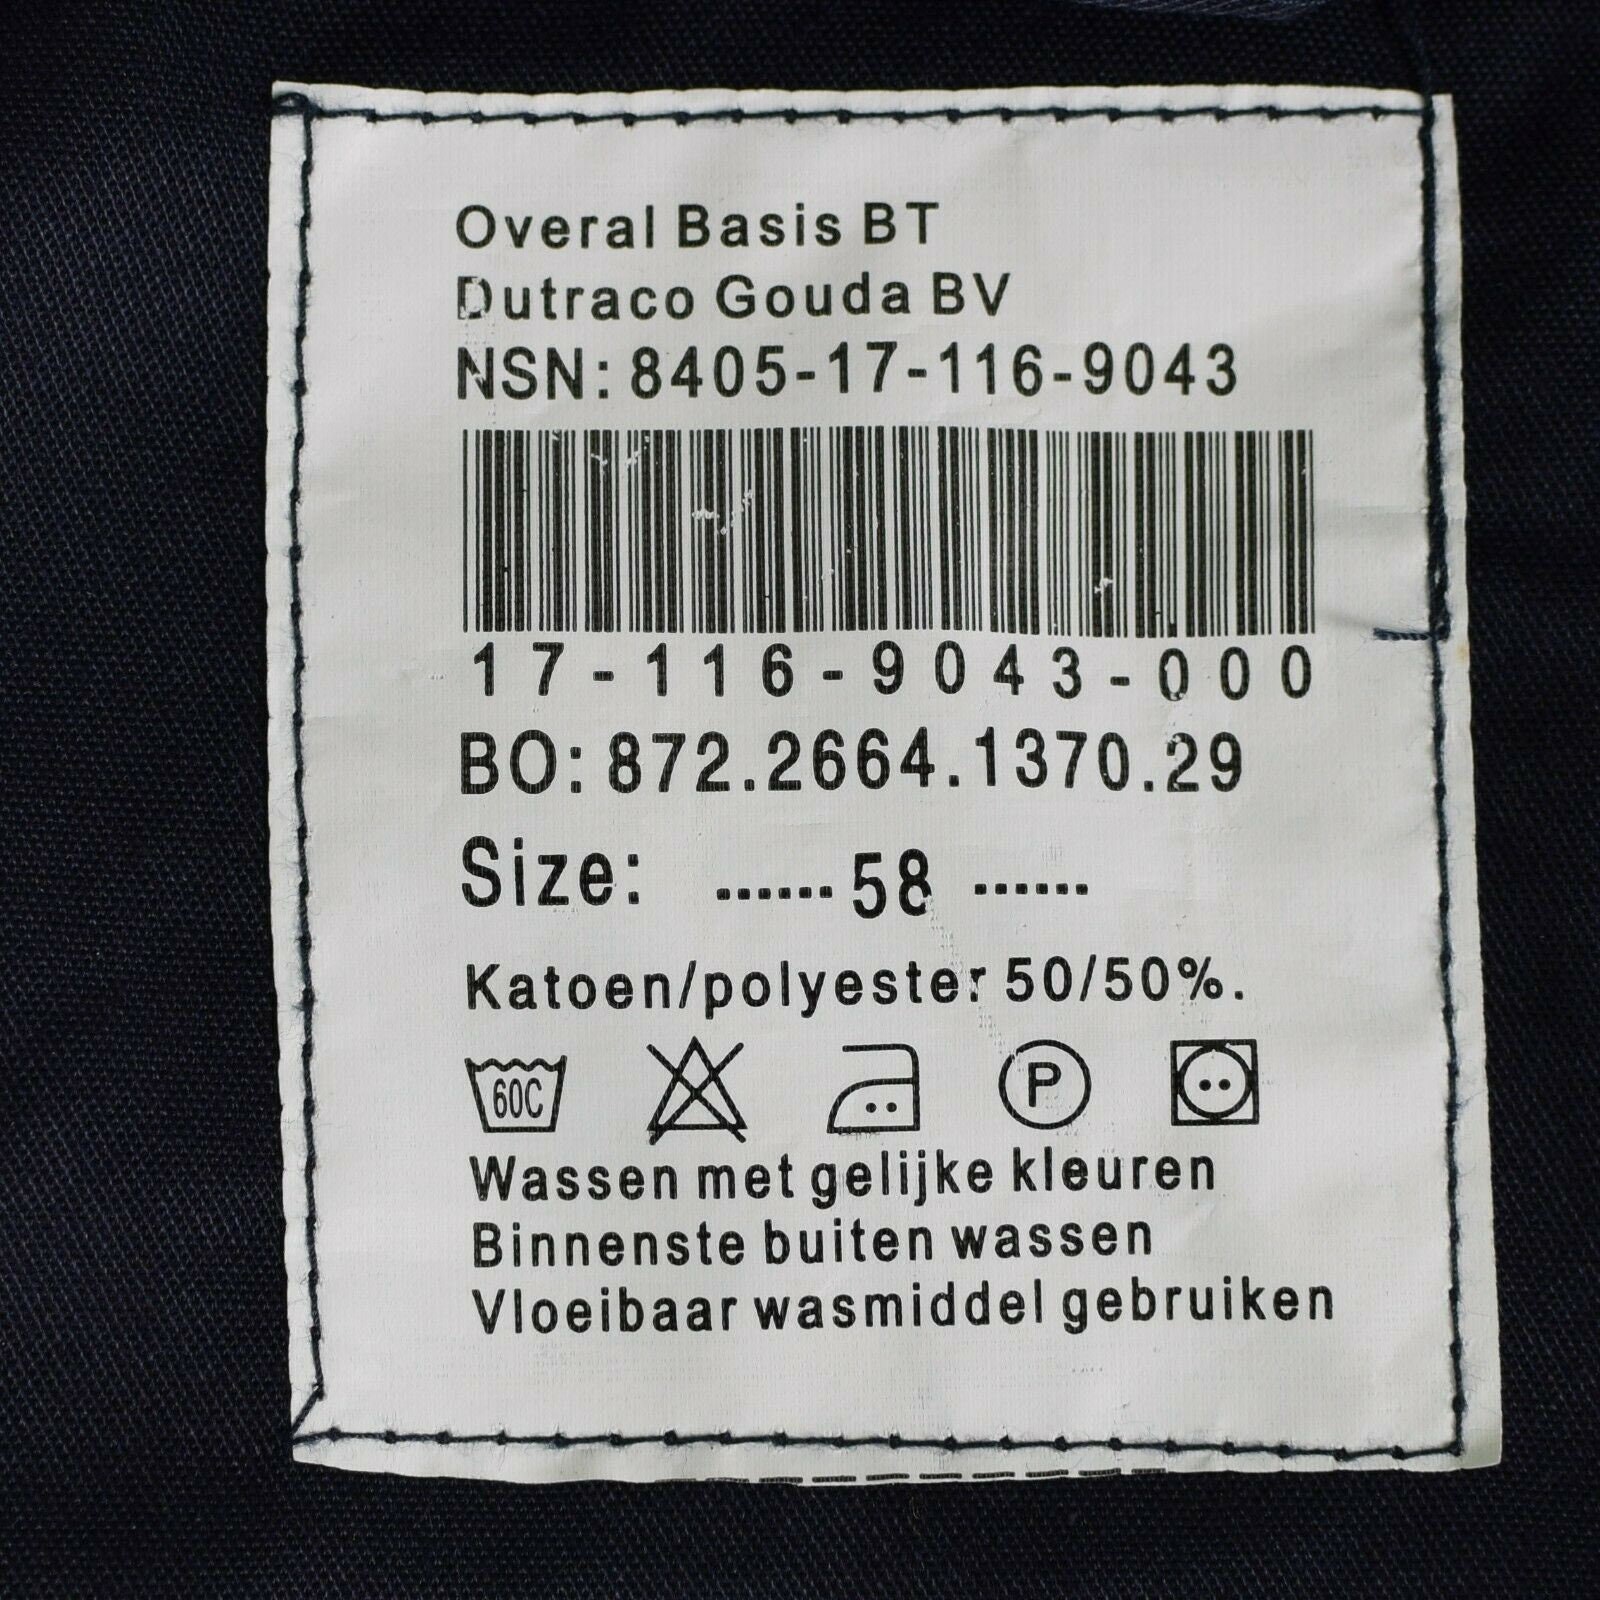 Overal Basis BT
Dutraco Gouda BV
NSN: 8405-17-116-9043
17-116-9043-000
BO: 872.2664.1370.29
Size: ......58 ......
Katoen/polyester 50/50%.
60C P
Wassen met gelijke kleuren
Binnenste buiten wassen
Vloeibaar wasmiddel gebruiken